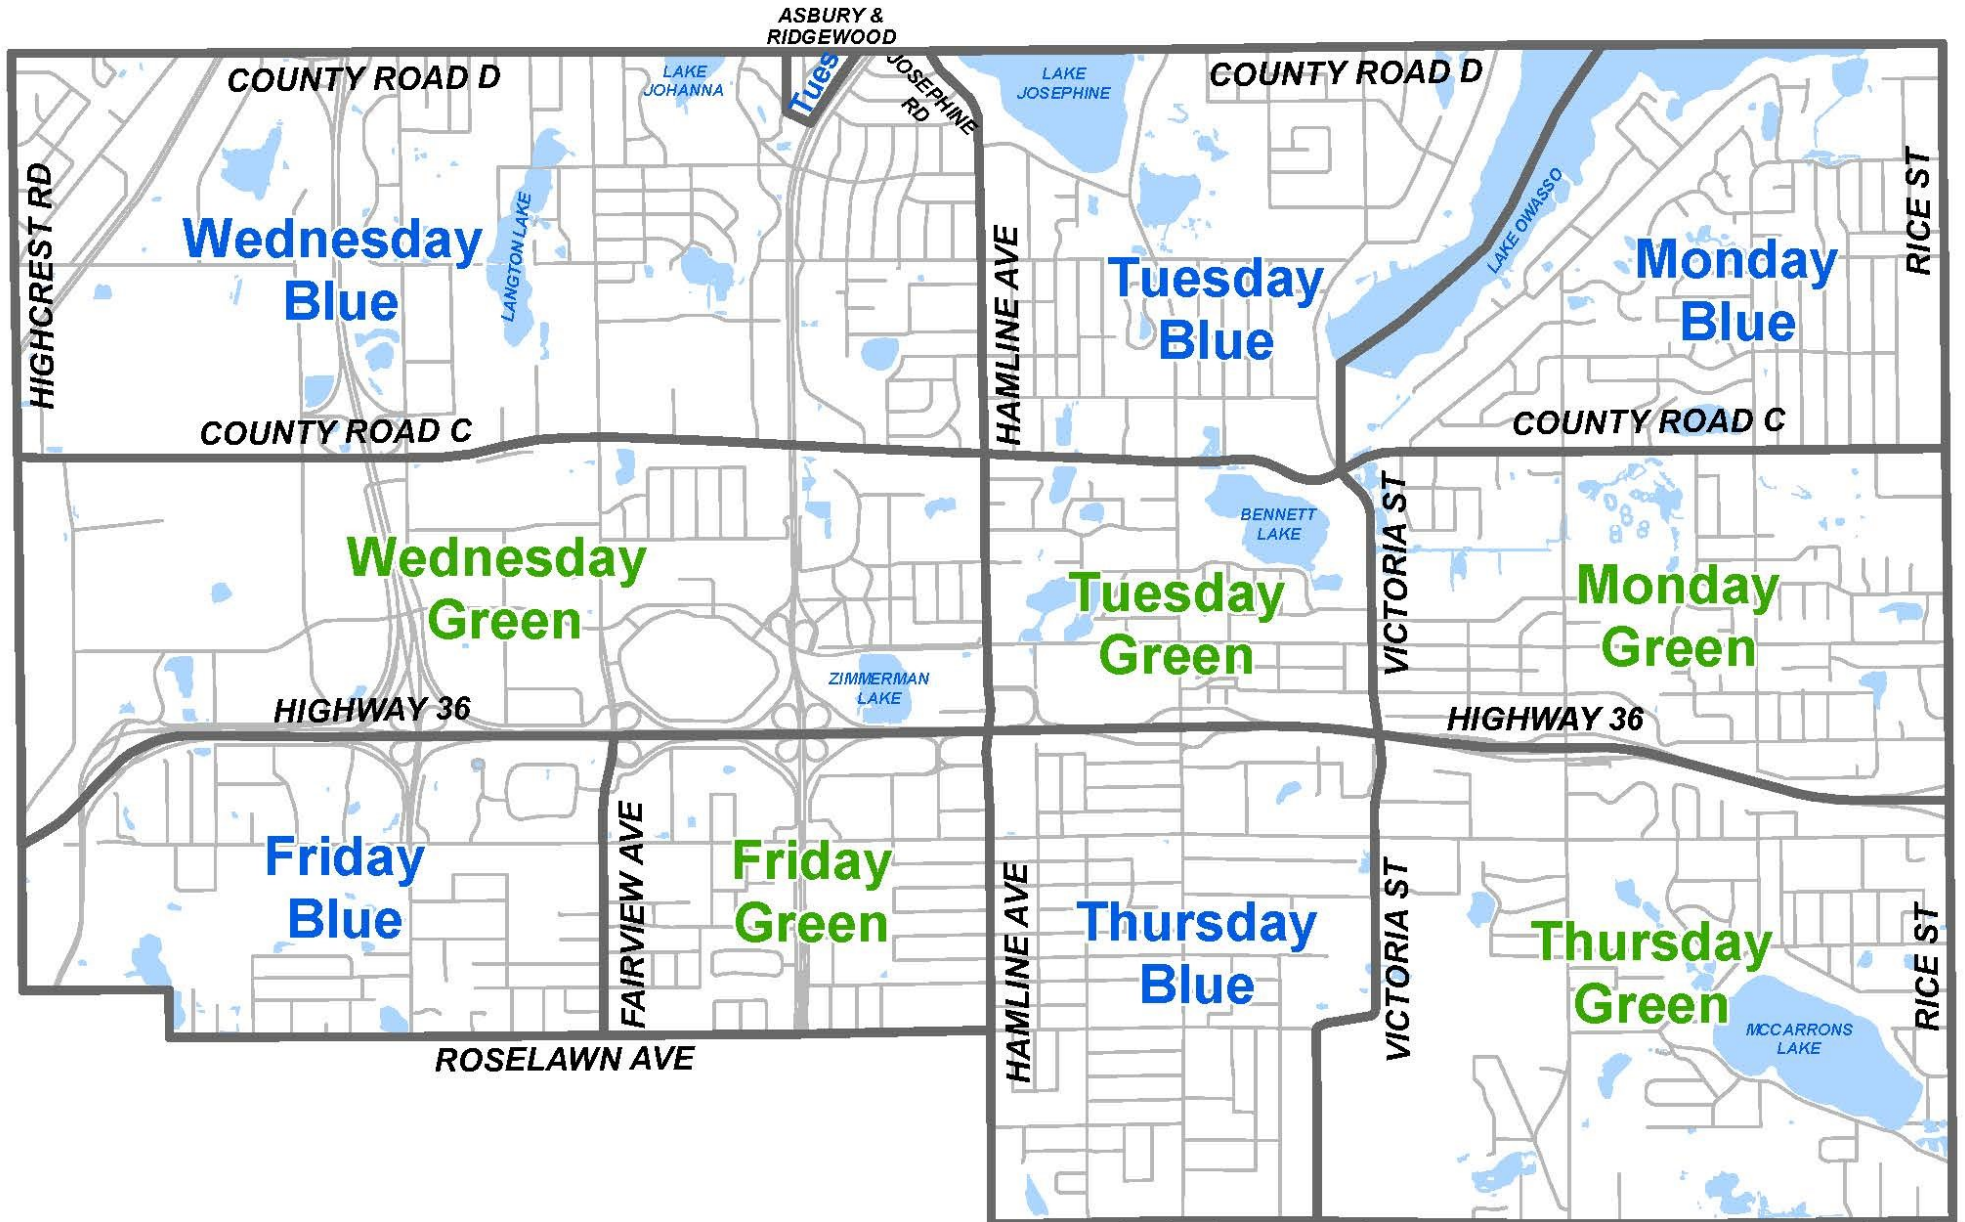 ASBURY &
RIDGEWOOD
COUNTY ROAD D
LAKE
JOHANNA
Tues
JOSEPHINE
RD
LAKE
JOSEPHINE
COUNTY ROAD D
HIGHCREST RD
Wednesday
Blue
LANGTON LAKE
HAMLINE AVE
Tuesday
Blue
LAKE OWASSO
Monday
Blue
RICE ST
COUNTY ROAD C
COUNTY ROAD C
Wednesday
Green
ZIMMERMAN
LAKE
Tuesday
Green
BENNETT
LAKE
VICTORIA ST
Monday
Green
HIGHWAY 36
HIGHWAY 36
Friday
Blue
FAIRVIEW AVE
Friday
Green
HAMLINE AVE
Thursday
Blue
VICTORIA ST
Thursday
Green
MCCARRONS
LAKE
RICE ST
ROSELAWN AVE